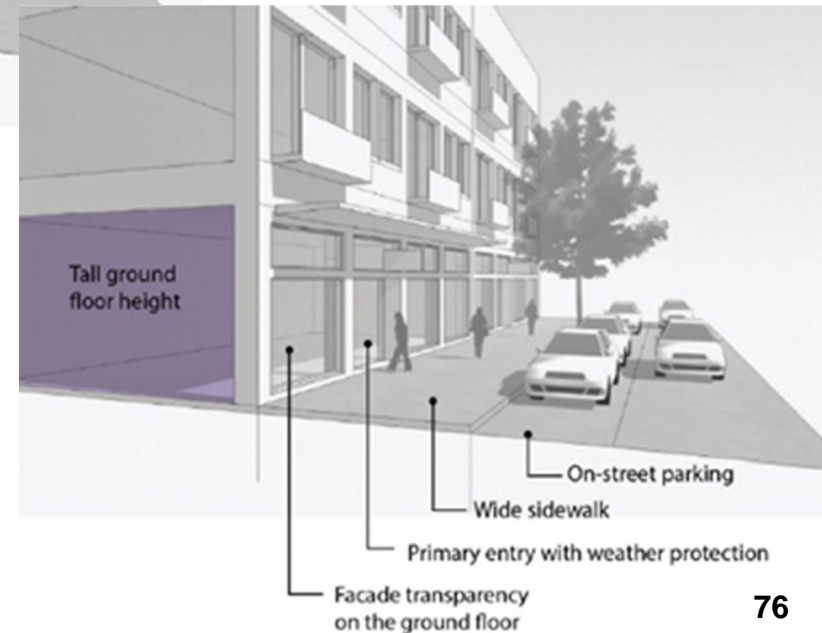 Tall ground
floor height
On-street parking
Wide sidewalk
Primary entry with weather protection
Facade transparency
on the ground floor
76